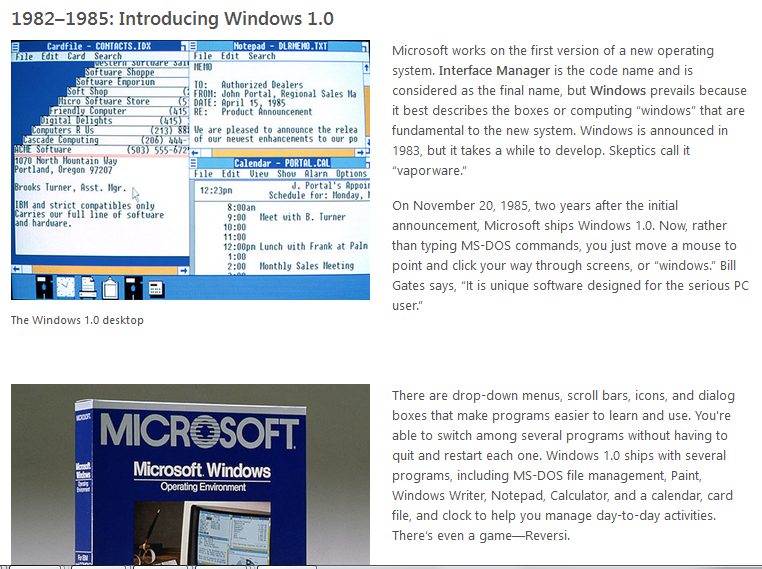 1982–1985: Introducing Windows 1.0
Cardfile - CONTACTS.IDX
File Edit Card Search
Western Software Sal
Software Shoppe
Software Emporium
Soft Shop
Micro Software Store (5
Friendly Computer (415
Digital Delights (415)
Computers R Us (213) 88
Cascade Computing (206) 444-
ACME Software (503) 555-672
1070 North Mountain Way
Portland, Oregon 97207
Brooks Turner, Asst. Mgr.
IBM and strict compatibles only
Carries our full line of software
and hardware.
Notepad - DLRMEMO.TXT
File Edit Search
MEMO
TO: Authorized Dealers
FROM: John Portal, Regional Sales Ma
DATE: April 15, 1985
RE: Product Announcement
We are pleased to announce the relea
of our newest enhancements to our po
Calendar - PORTAL.CAL
File Edit View Show Alarm Options
12:23pm J. Portal's Appoin
Schedule for: Monday,
8:00am
9:00 Meet with B. Turner
10:00
11:00
12:00pm Lunch with Frank at Palm
1:00
2:00 Monthly Sales Meeting
The Windows 1.0 desktop
Microsoft works on the first version of a new operating
system. Interface Manager is the code name and is
considered as the final name, but Windows prevails because
it best describes the boxes or computing “windows” that are
fundamental to the new system. Windows is announced in
1983, but it takes a while to develop. Skeptics call it
“vaporware.”
On November 20, 1985, two years after the initial
announcement, Microsoft ships Windows 1.0. Now, rather
than typing MS-DOS commands, you just move a mouse to
point and click your way through screens, or “windows.” Bill
Gates says, “It is unique software designed for the serious PC
user.”
MICROSOFT
Microsoft Windows
Operating Environment
MICROSOFT
Microsoft
Windows
Operating
Environment
There are drop-down menus, scroll bars, icons, and dialog
boxes that make programs easier to learn and use. You're
able to switch among several programs without having to
quit and restart each one. Windows 1.0 ships with several
programs, including MS-DOS file management, Paint,
Windows Writer, Notepad, Calculator, and a calendar, card
file, and clock to help you manage day-to-day activities.
There’s even a game—Reversi.